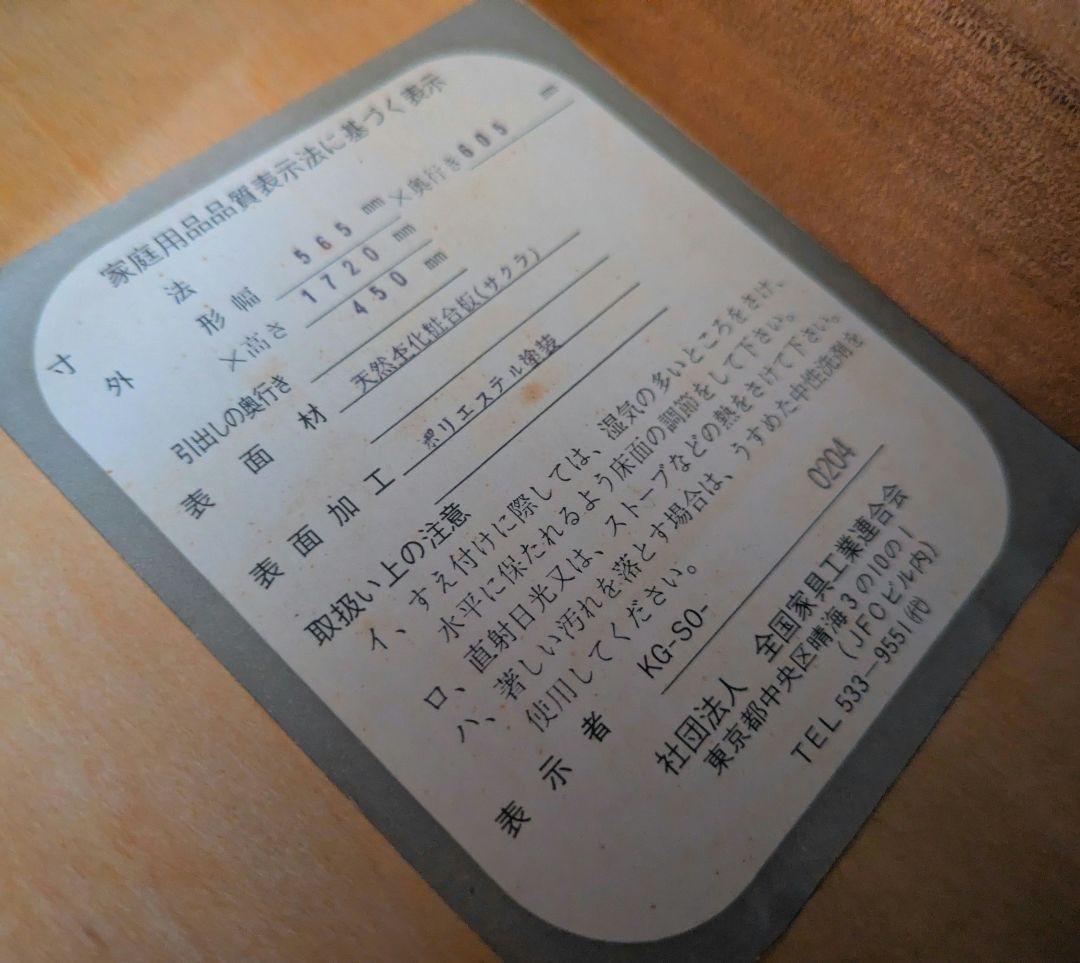 家庭用品品質表示法に基づく表示
寸法
外形幅 565 mm ×奥行き605 mm
×高さ 1720 mm
引出しの奥行き 450 mm
表面材 天然杢化粧合板(サクラ)
表面加工 ポリエステル塗装
取扱い上の注意
イ、すえ付けに際しては、湿気の多いところをさけ、
水平に保たれるよう床面の調節をして下さい。
ロ、直射日光又は、ストーブなどの熱をさけて下さい。
ハ、著しい汚れを落とす場合は、うすめた中性洗剤を
使用してください。
表示者 KG-SO- 0204
社団法人 全国家具工業連合会
東京都中央区晴海3の10の1
(JFCビル内)
TEL 533-9551(代)